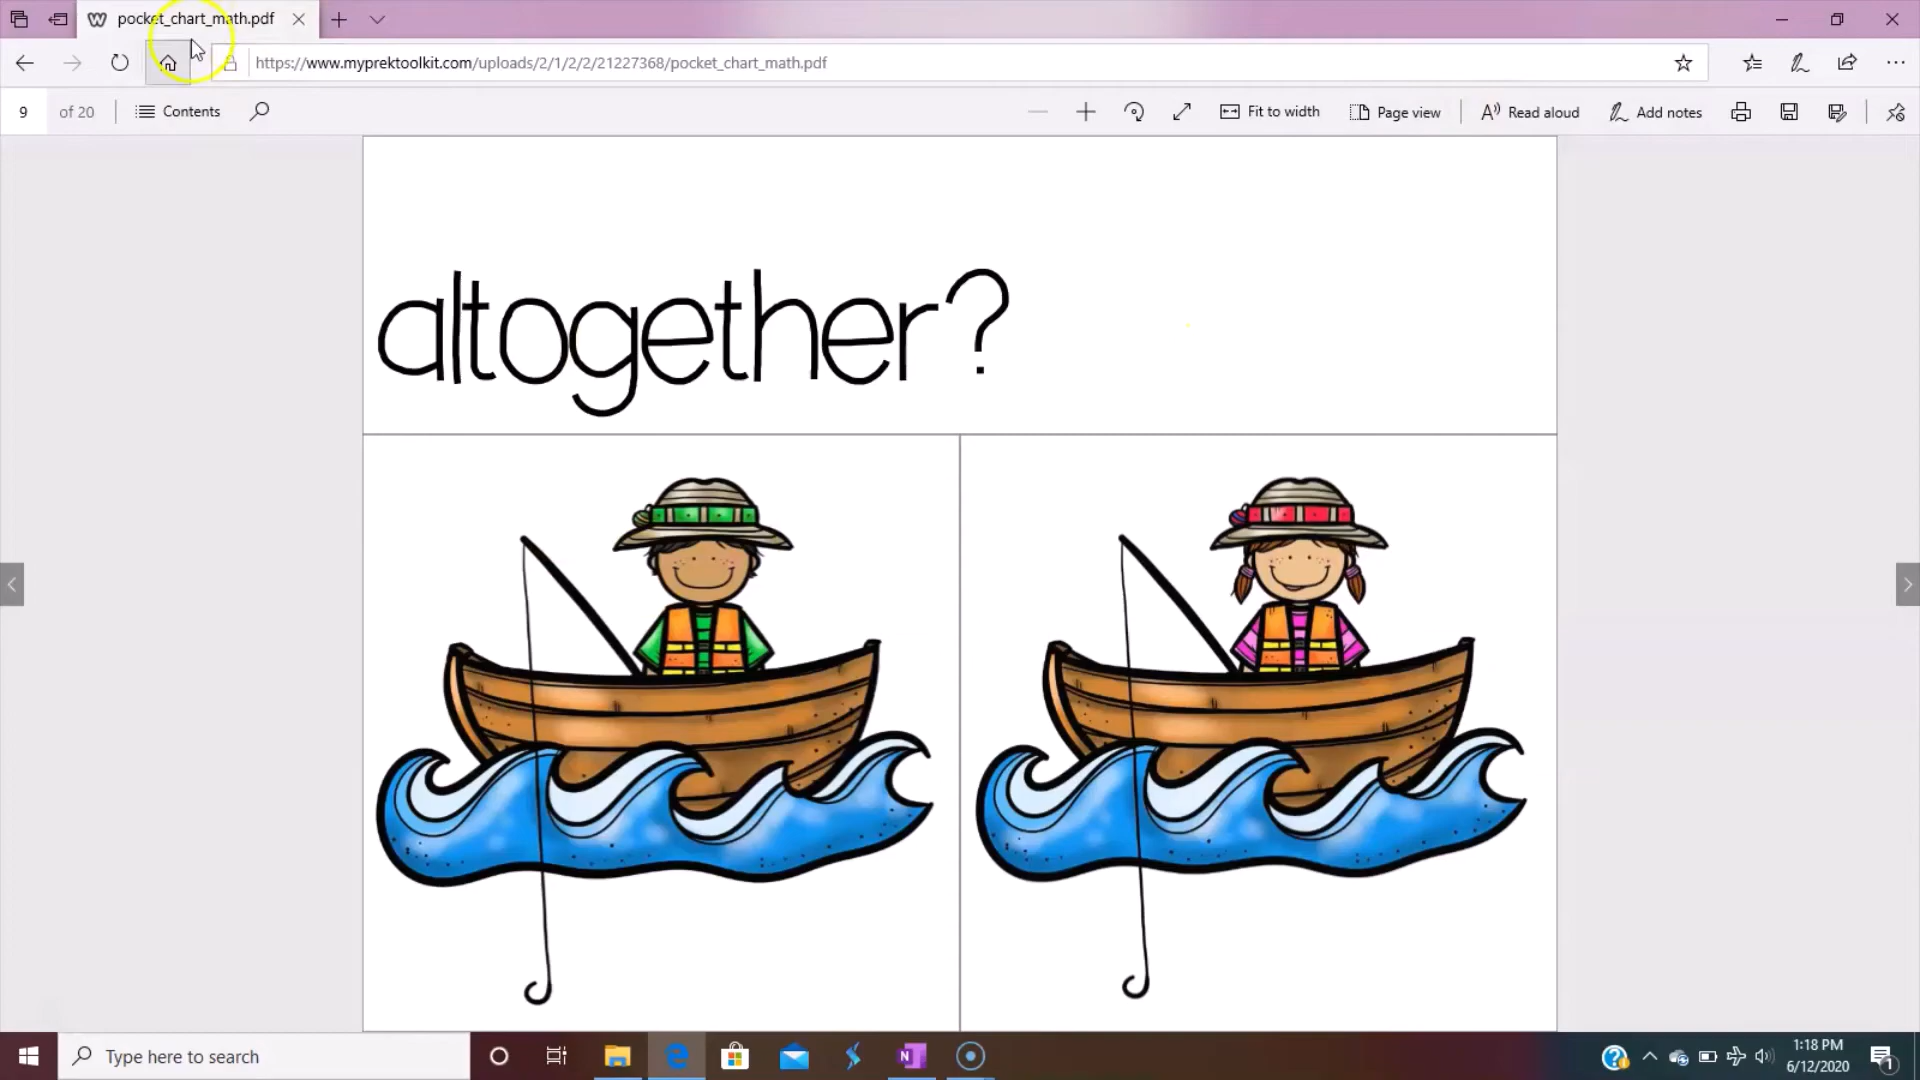 pocket_chart_math.pdf
https://www.myprektoolkit.com/uploads/2/1/2/2/21227368/pocket_chart_math.pdf
9 of 20 Contents Fit to width Page view Read aloud Add notes
altogether?
Type here to search
1:18 PM
6/12/2020
1